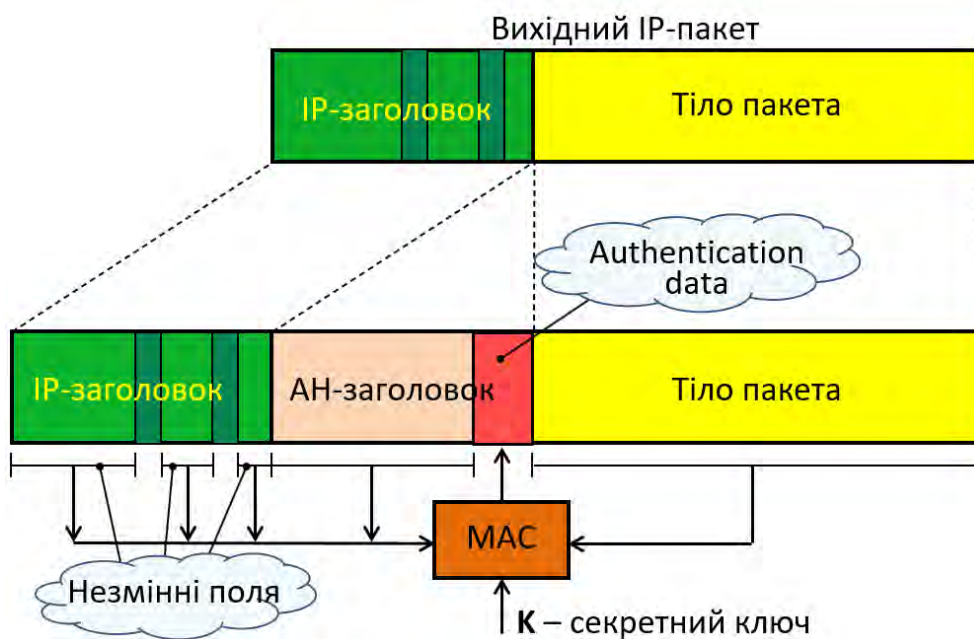 Вихідний IP-пакет
IP-заголовок
Тіло пакета
Authentication
data
IP-заголовок
АН-заголовок
Тіло пакета
MAC
Незмінні поля
K – секретний ключ